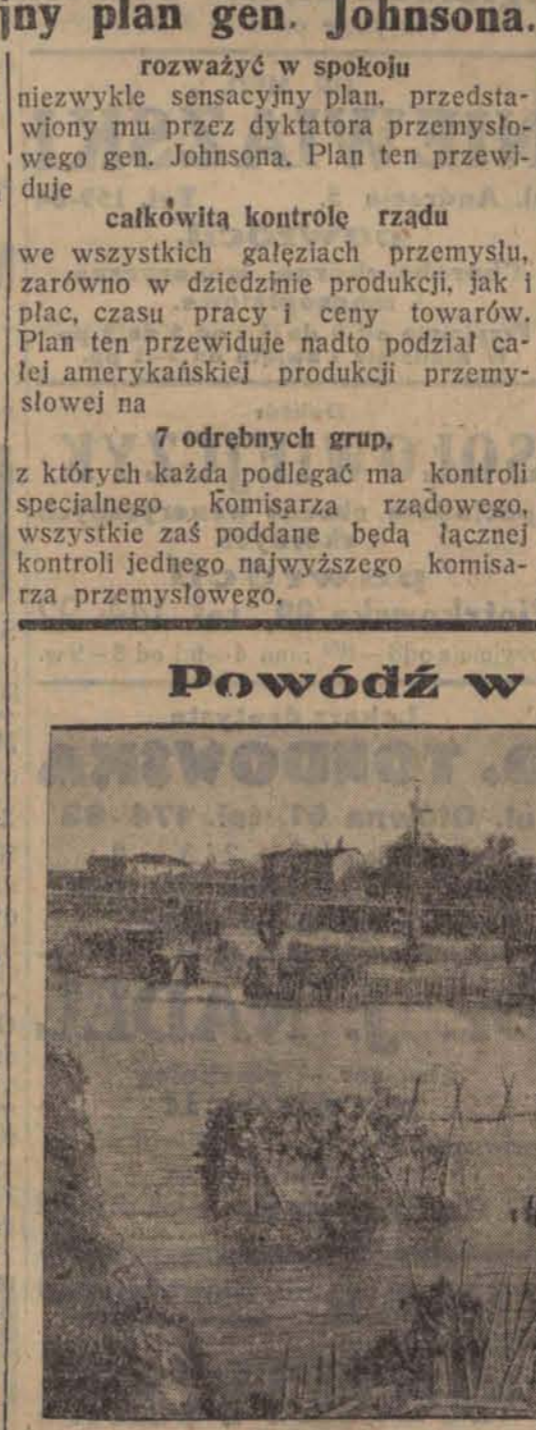 jny plan gen. Johnsona.
rozważyć w spokoju
niezwykle sensacyjny plan, przedsta-
wiony mu przez dyktatora przemysło-
wego gen. Johnsona. Plan ten przewi-
duje
całkowitą kontrolę rządu
we wszystkich gałęziach przemysłu,
zarówno w dziedzinie produkcji, jak i
płac, czasu pracy i ceny towarów.
Plan ten przewiduje nadto podział ca-
łej amerykańskiej produkcji przemy-
słowej na
7 odrębnych grup,
z których każda podlegać ma kontroli
specjalnego komisarza rządowego,
wszystkie zaś poddane będą łącznej
kontroli jednego najwyższego komisa-
rza przemysłowego.
Powódź w